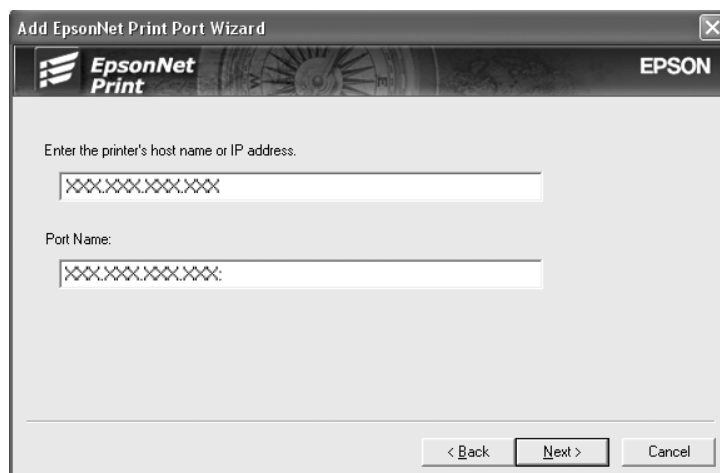 Add EpsonNet Print Port Wizard
EpsonNet
Print
EPSON
W
E
Enter the printer's host name or IP address.
XXX.XXX.XXX.XXX
Port Name:
XXX.XXX.XXX.XXX:
< Back
Next >
Cancel